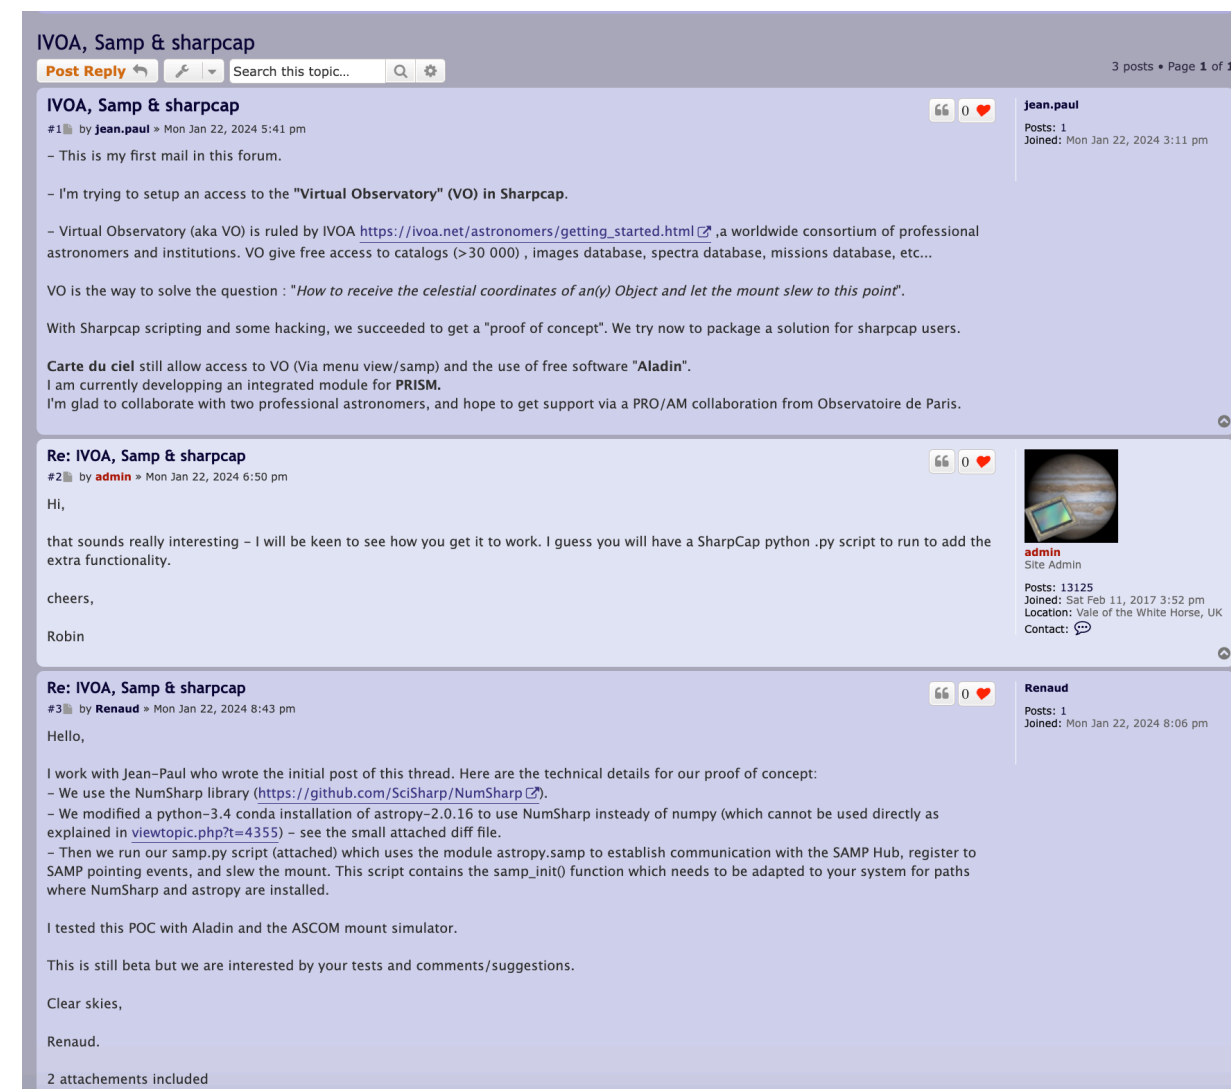 IVOA, Samp & sharpcap
Post Reply
Search this topic...
3 posts • Page 1 of 1
IVOA, Samp & sharpcap
#1 by jean.paul » Mon Jan 22, 2024 5:41 pm
0
jean.paul
Posts: 1
Joined: Mon Jan 22, 2024 3:11 pm
– This is my first mail in this forum.
– I'm trying to setup an access to the "Virtual Observatory" (VO) in Sharpcap.
– Virtual Observatory (aka VO) is ruled by IVOA https://ivoa.net/astronomers/getting_started.html ,a worldwide consortium of professional
astronomers and institutions. VO give free access to catalogs (>30 000) , images database, spectra database, missions database, etc...
VO is the way to solve the question : "How to receive the celestial coordinates of an(y) Object and let the mount slew to this point".
With Sharpcap scripting and some hacking, we succeeded to get a "proof of concept". We try now to package a solution for sharpcap users.
Carte du ciel still allow access to VO (Via menu view/samp) and the use of free software "Aladin".
I am currently developping an integrated module for PRISM.
I'm glad to collaborate with two professional astronomers, and hope to get support via a PRO/AM collaboration from Observatoire de Paris.
Re: IVOA, Samp & sharpcap
#2 by admin » Mon Jan 22, 2024 6:50 pm
0
Hi,
that sounds really interesting – I will be keen to see how you get it to work. I guess you will have a SharpCap python .py script to run to add the
extra functionality.
cheers,
Robin
admin
Site Admin
Posts: 13125
Joined: Sat Feb 11, 2017 3:52 pm
Location: Vale of the White Horse, UK
Contact:
Re: IVOA, Samp & sharpcap
#3 by Renaud » Mon Jan 22, 2024 8:43 pm
0
Renaud
Posts: 1
Joined: Mon Jan 22, 2024 8:06 pm
Hello,
I work with Jean-Paul who wrote the initial post of this thread. Here are the technical details for our proof of concept:
– We use the NumSharp library (https://github.com/SciSharp/NumSharp).
– We modified a python-3.4 conda installation of astropy-2.0.16 to use NumSharp insteady of numpy (which cannot be used directly as
explained in viewtopic.php?t=4355) – see the small attached diff file.
– Then we run our samp.py script (attached) which uses the module astropy.samp to establish communication with the SAMP Hub, register to
SAMP pointing events, and slew the mount. This script contains the samp_init() function which needs to be adapted to your system for paths
where NumSharp and astropy are installed.
I tested this POC with Aladin and the ASCOM mount simulator.
This is still beta but we are interested by your tests and comments/suggestions.
Clear skies,
Renaud.
2 attachements included